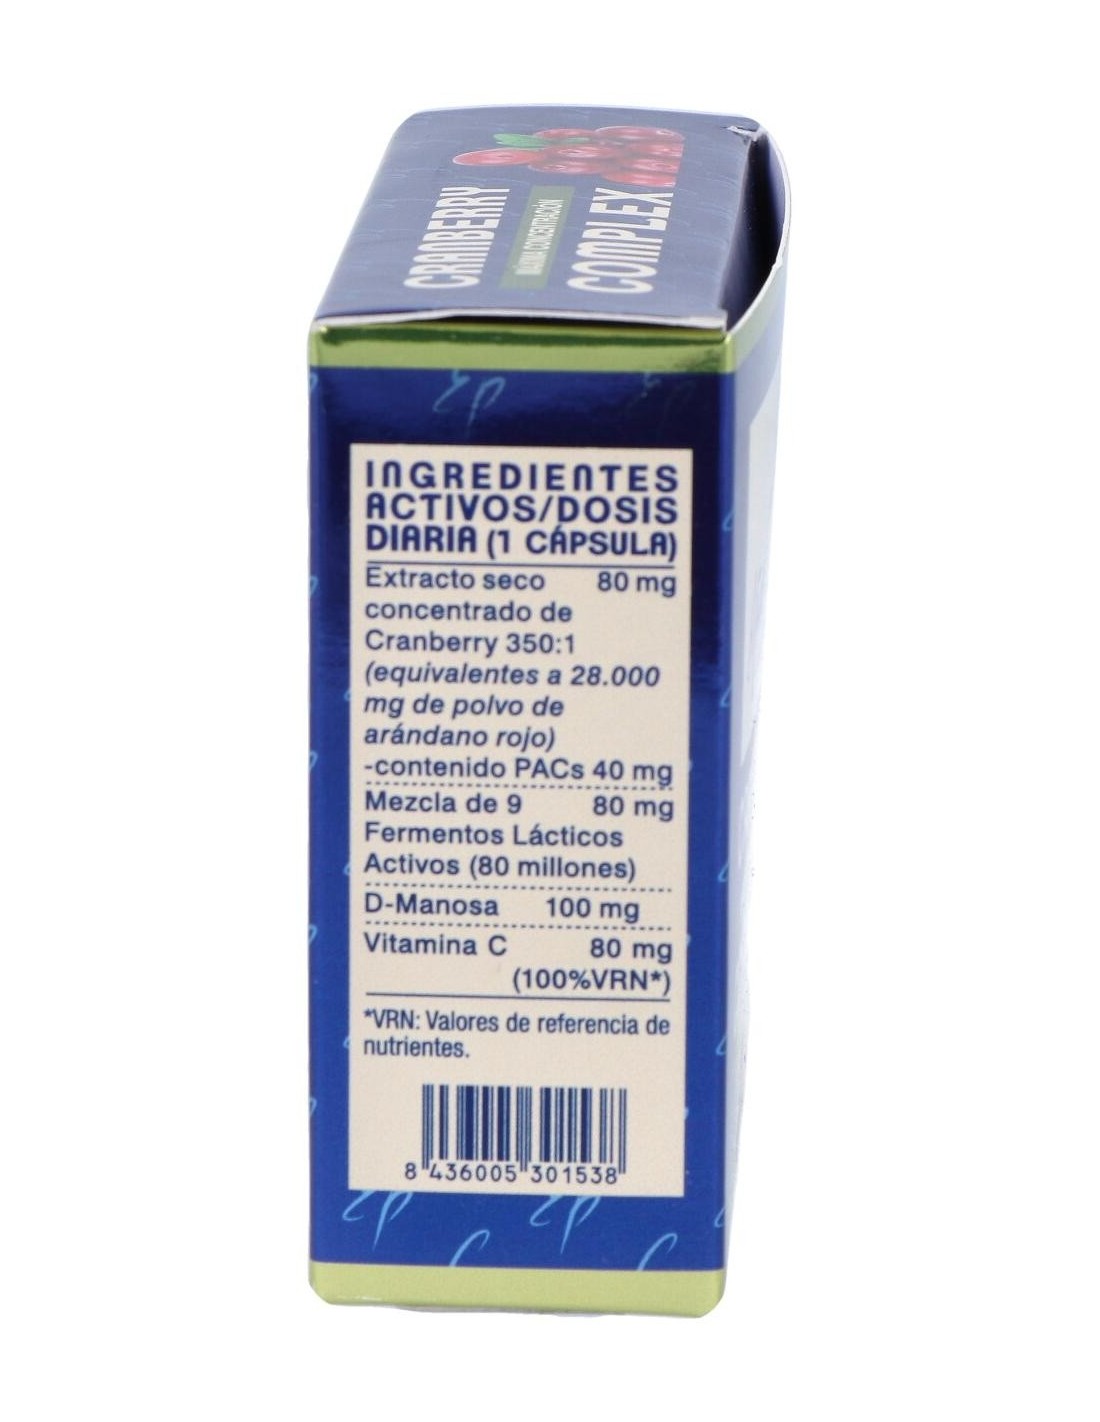 CRANBERRY
MÁXIMA CONCENTRACIÓN
COMPLEX
INGREDIENTES
ACTIVOS/DOSIS
DIARIA (1 CÁPSULA)
Extracto seco 80 mg
concentrado de
Cranberry 350:1
(equivalentes a 28.000
mg de polvo de
arándano rojo)
-contenido PACs 40 mg
Mezcla de 9 80 mg
Fermentos Lácticos
Activos (80 millones)
D-Manosa 100 mg
Vitamina C 80 mg
(100%VRN*)
*VRN: Valores de referencia de
nutrientes.
8 436005 301538